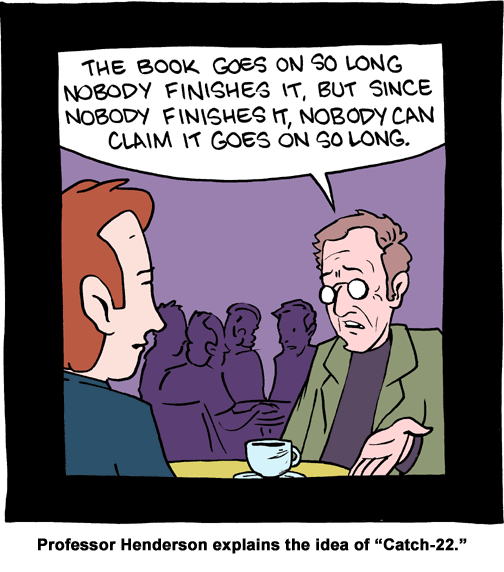 THE BOOK GOES ON SO LONG
NOBODY FINISHES IT, BUT SINCE
NOBODY FINISHES IT, NOBODY CAN
CLAIM IT GOES ON SO LONG.
Professor Henderson explains the idea of “Catch-22.”